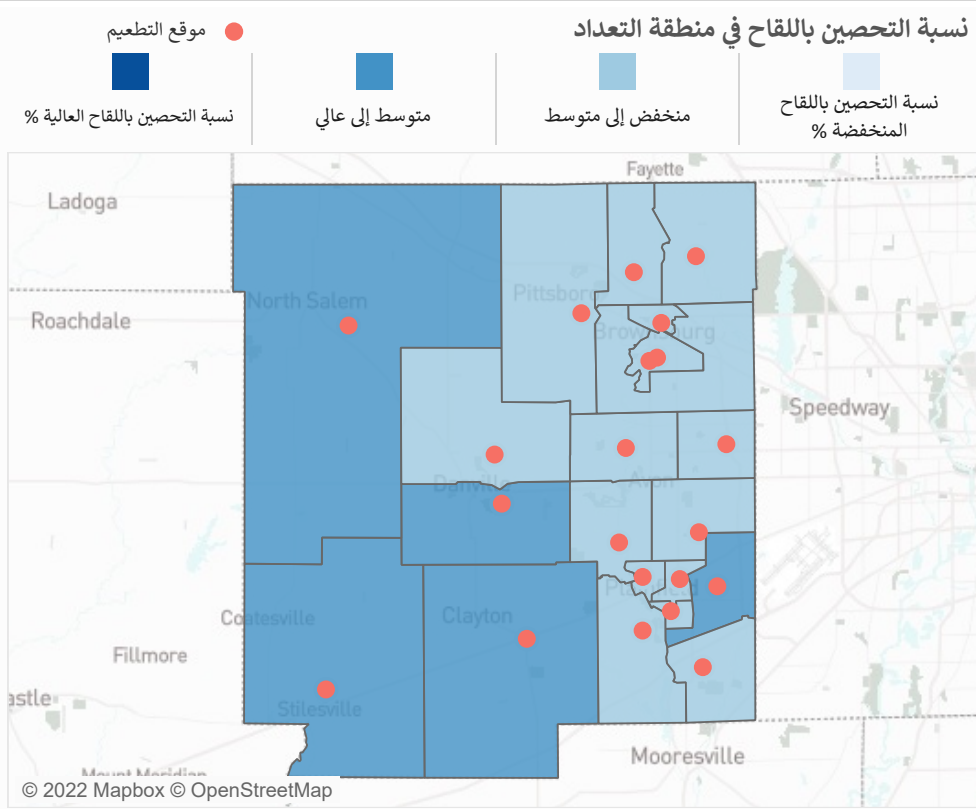 نسبة التحصين باللقاح في منطقة التعداد
موقع التطعيم
نسبة التحصين باللقاح المنخفضة %
منخفض إلى متوسط
متوسط إلى عالي
نسبة التحصين باللقاح العالية %
Fayette
Ladoga
North Salem
Pittsboro
Roachdale
Brownsburg
Speedway
Danville
Avon
Plainfield
Coatesville
Clayton
Fillmore
astle
Stilesville
Mooresville
Mount Meridian
© 2022 Mapbox © OpenStreetMap